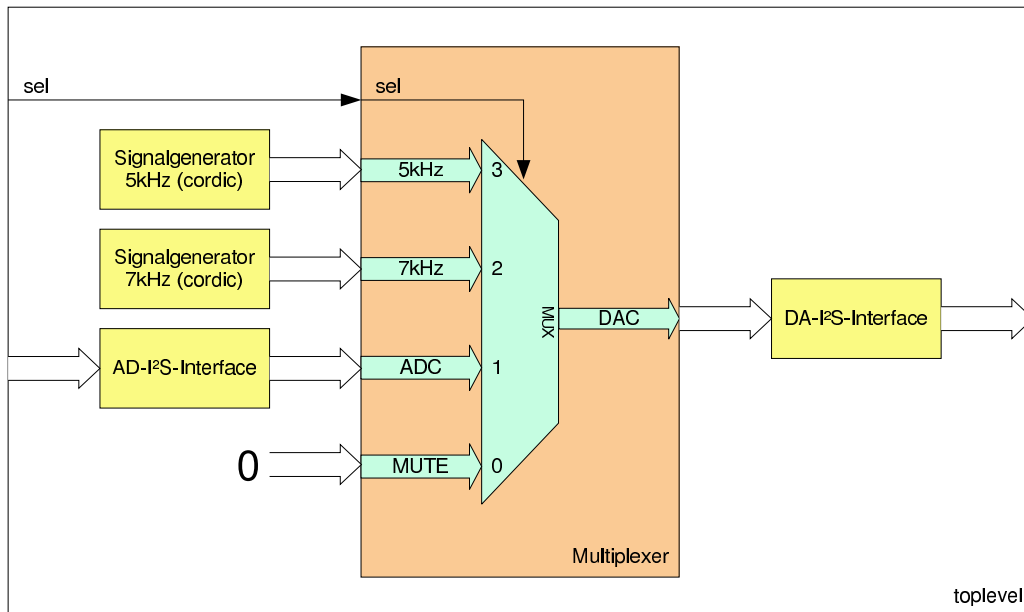 sel
sel
Signalgenerator
5kHz (cordic)
5kHz
3
Signalgenerator
7kHz (cordic)
7kHz
2
MUX
DAC
DA-I²S-Interface
AD-I²S-Interface
ADC
1
0
MUTE
0
Multiplexer
toplevel